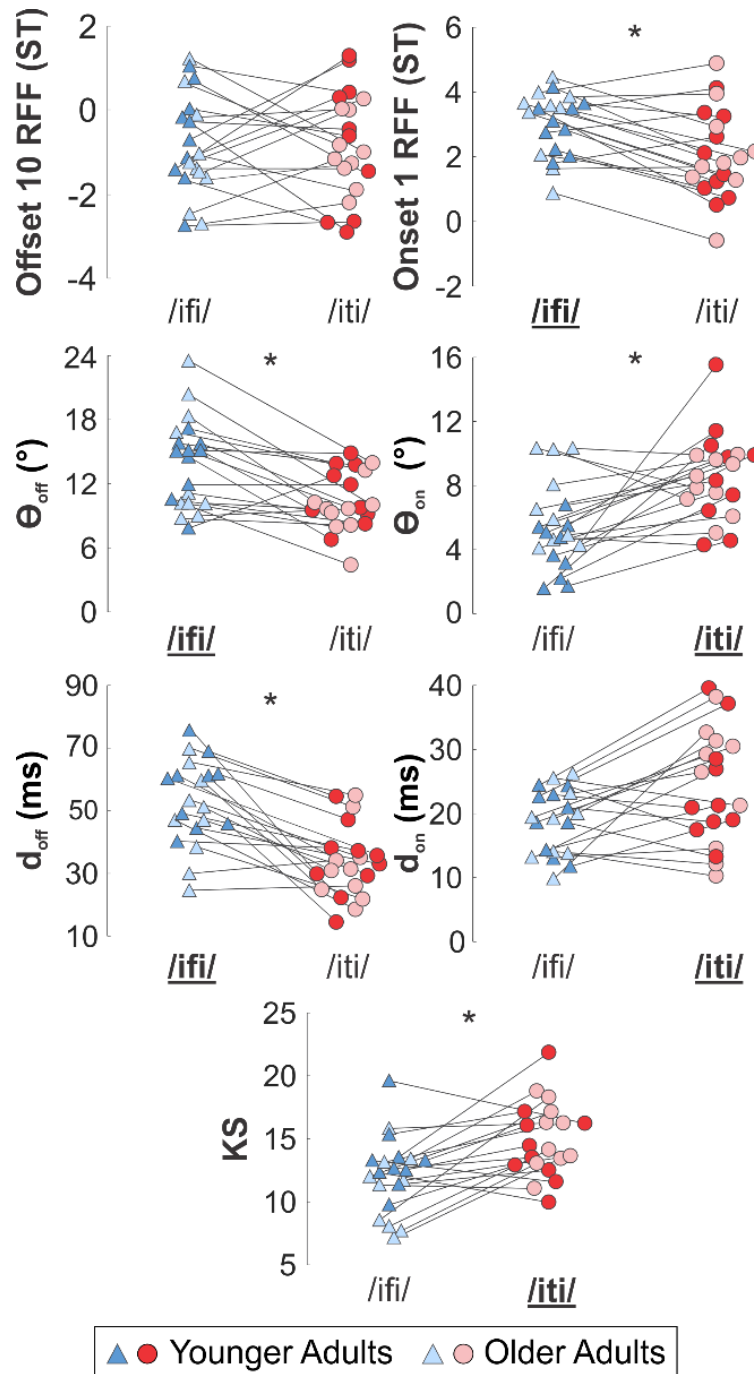 Offset 10 RFF (ST)
2
0
-2
-4
/ifi/
/iti/
Onset 1 RFF (ST)
6
4
2
0
-2
*
/ifi/
/iti/
Θoff (°)
24
18
12
6
0
*
/ifi/
/iti/
Θon (°)
16
12
8
4
0
*
/ifi/
/iti/
doff (ms)
90
70
50
30
10
*
/ifi/
/iti/
don (ms)
40
30
20
10
0
/ifi/
/iti/
KS
25
20
15
10
5
*
/ifi/
/iti/
Younger Adults
Older Adults